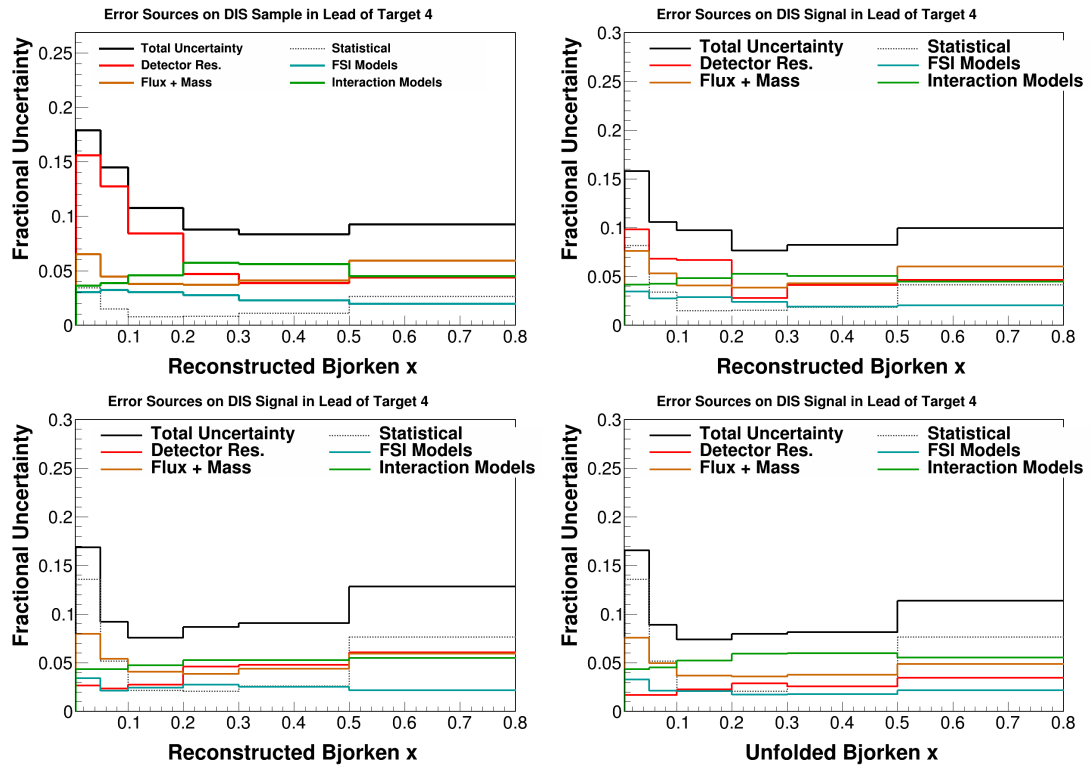 Error Sources on DIS Sample in Lead of Target 4
Fractional Uncertainty
0.25
0.2
0.15
0.1
0.05
0
Total Uncertainty
Detector Res.
Flux + Mass
Statistical
FSI Models
Interaction Models
0.1 0.2 0.3 0.4 0.5 0.6 0.7 0.8
Reconstructed Bjorken x
Error Sources on DIS Signal in Lead of Target 4
Fractional Uncertainty
0.3
0.25
0.2
0.15
0.1
0.05
0
Total Uncertainty
Detector Res.
Flux + Mass
Statistical
FSI Models
Interaction Models
0.1 0.2 0.3 0.4 0.5 0.6 0.7 0.8
Reconstructed Bjorken x
Error Sources on DIS Signal in Lead of Target 4
Fractional Uncertainty
0.3
0.25
0.2
0.15
0.1
0.05
0
Total Uncertainty
Detector Res.
Flux + Mass
Statistical
FSI Models
Interaction Models
0.1 0.2 0.3 0.4 0.5 0.6 0.7 0.8
Reconstructed Bjorken x
Error Sources on DIS Signal in Lead of Target 4
Fractional Uncertainty
0.3
0.25
0.2
0.15
0.1
0.05
0
Total Uncertainty
Detector Res.
Flux + Mass
Statistical
FSI Models
Interaction Models
0.1 0.2 0.3 0.4 0.5 0.6 0.7 0.8
Unfolded Bjorken x